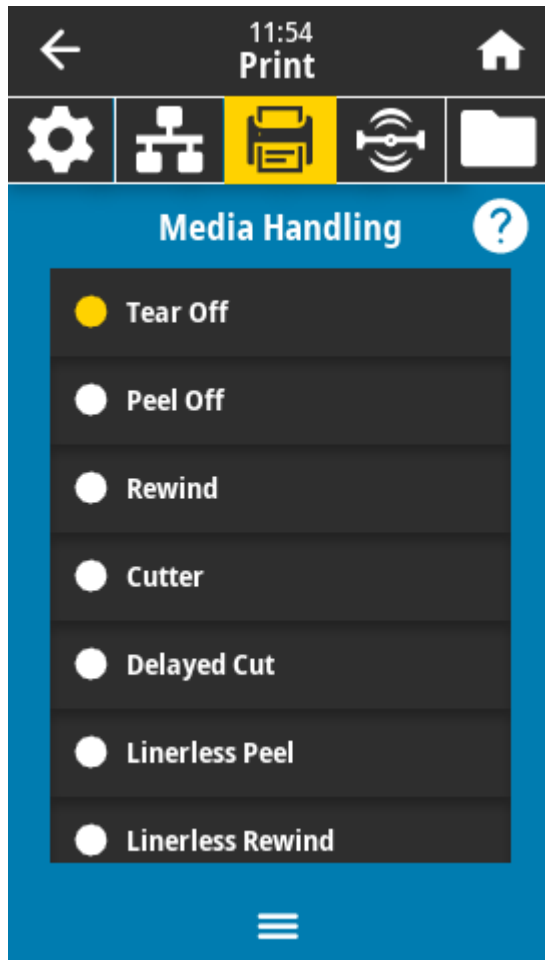 11:54
Print
Media Handling
?
Tear Off
Peel Off
Rewind
Cutter
Delayed Cut
Linerless Peel
Linerless Rewind